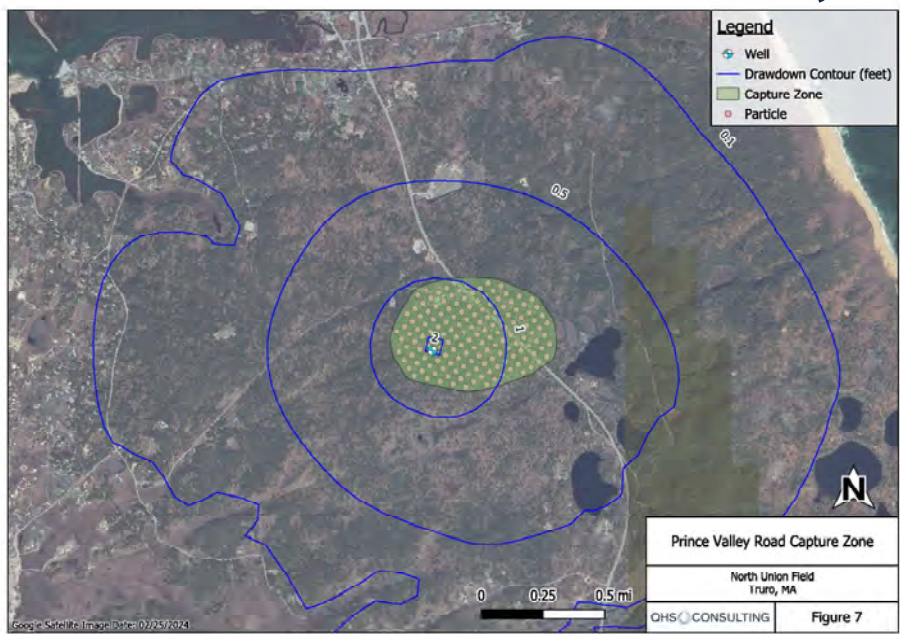 Legend
Well
Drawdown Contour (feet)
Capture Zone
Particle
0.1
0.5
1
2
N
0 0.25 0.5 mi
Prince Valley Road Capture Zone
North Union Field
Truro, MA
QHS CONSULTING
Figure 7
Google Satellite Image Date: 02/25/2024